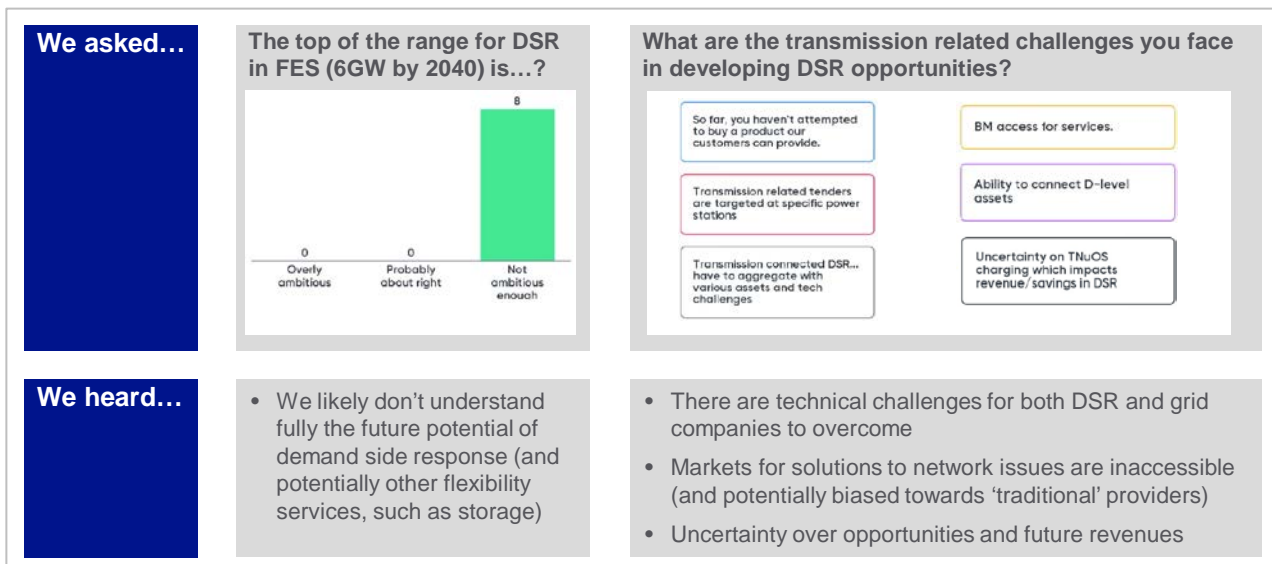 We asked…
The top of the range for DSR
in FES (6GW by 2040) is…?
8
0
0
Overly
ambitious
Probably
about right
Not
ambitious
enough
What are the transmission related challenges you face
in developing DSR opportunities?
So far, you haven't attempted
to buy a product our
customers can provide.
Transmission related tenders
are targeted at specific power
stations
Transmission connected DSR...
have to aggregate with
various assets and tech
challenges
BM access for services.
Ability to connect D-level
assets
Uncertainty on TNuOS
charging which impacts
revenue/savings in DSR
We heard…
• We likely don't understand
fully the future potential of
demand side response (and
potentially other flexibility
services, such as storage)
• There are technical challenges for both DSR and grid
companies to overcome
• Markets for solutions to network issues are inaccessible
(and potentially biased towards ‘traditional’ providers)
• Uncertainty over opportunities and future revenues